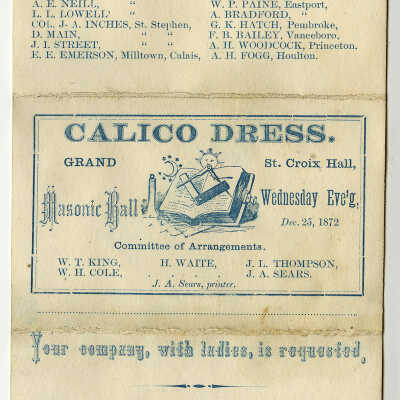 A. E. NEILL, "
W. P. PAINE, Eastport,
L. L. LOWELL' "
A. BRADFORD, "
COL. J. A. INCHES, St. Stephen,
G. K. HATCH, Pembroke,
D. MAIN, " "
F. B. BAILEY, Vanceboro,
J. I. STREET, " "
A. H. WOODCOCK, Princeton.
E. E. EMERSON, Milltown, Calais,
A. H. FOGG, Houlton.
CALICO DRESS.
GRAND
St. Croix Hall,
Masonic Ball
Wednesday Eve'g,
Dec. 25, 1872
Committee of Arrangements.
W. T. KING, H. WAITE, J. L. THOMPSON,
W. H. COLE, J. A. SEARS.
J. A. Sears, printer.
Your company, with ladies, is requested,